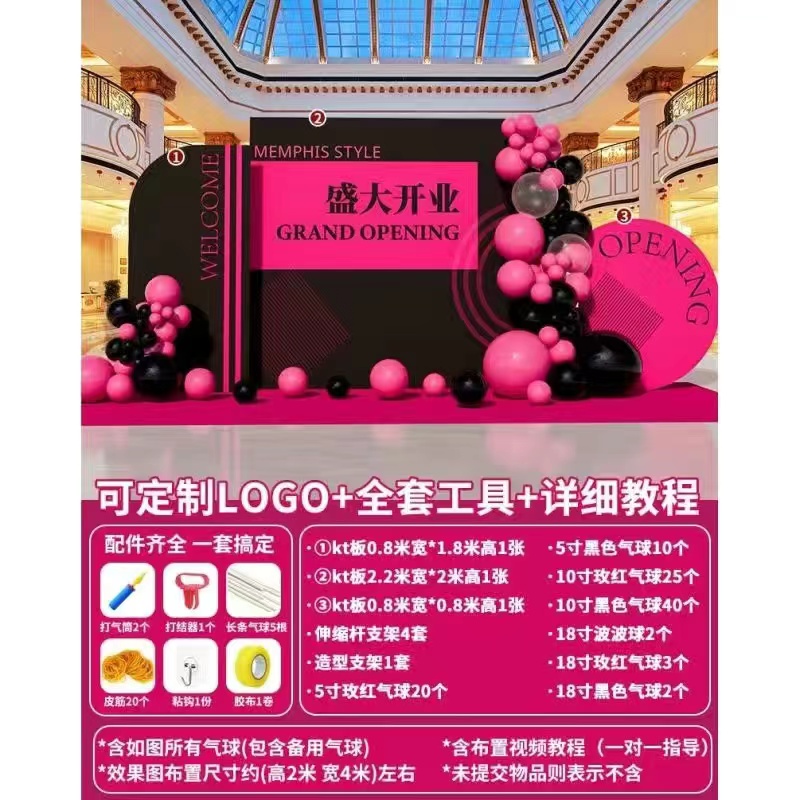 ①
②
③
WELCOME
MEMPHIS STYLE
盛大开业
GRAND OPENING
OPENING
可定制LOGO+全套工具+详细教程
配件齐全 一套搞定
打气筒2个
打结器1个
长条气球5根
皮筋20个
粘钩1份
胶布1卷
·①kt板0.8米宽*1.8米高1张
·②kt板2.2米宽*2米高1张
·③kt板0.8米宽*0.8米高1张
·伸缩杆支架4套
·造型支架1套
·5寸玫红气球20个
·5寸黑色气球10个
·10寸玫红气球25个
·10寸黑色气球40个
·18寸波波球2个
·18寸玫红气球3个
·18寸黑色气球2个
*含如图所有气球(包含备用气球)
*含布置视频教程（一对一指导）
*效果图布置尺寸约(高2米 宽4米)左右
*未提交物品则表示不含